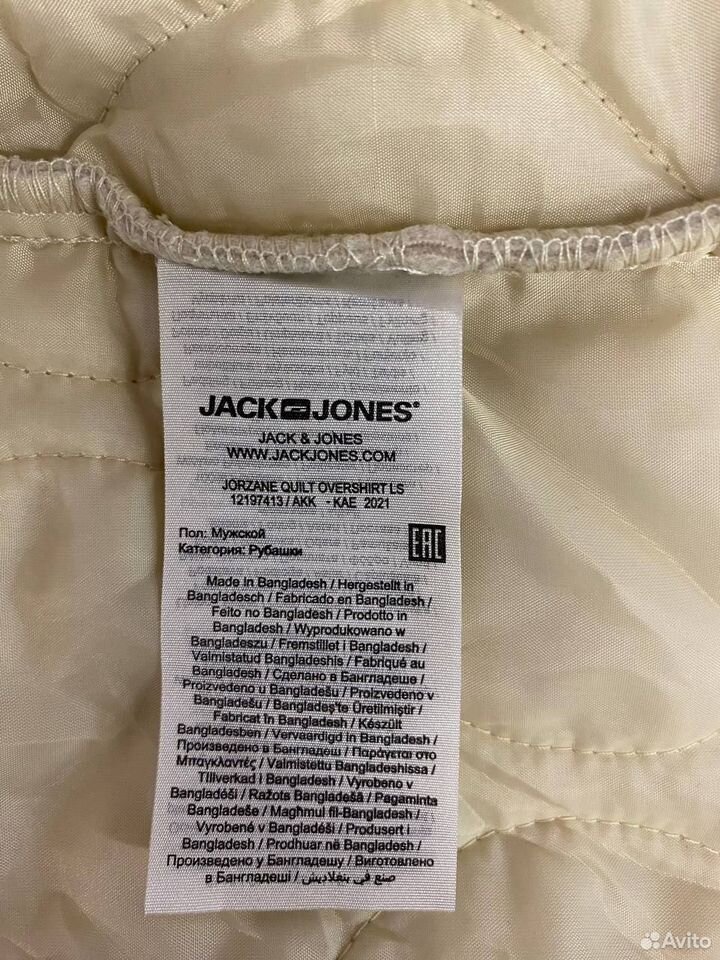 JACK JONES®
JACK & JONES
WWW.JACKJONES.COM
JORZANE QUILT OVERSHIRT LS
12197413 / AKK - KAE 2021
Пол: Мужской
Категория: Рубашки
EAC
Made in Bangladesh / Hergestellt in
Bangladesch / Fabricado en Bangladesh /
Feito no Bangladesh / Prodotto in
Bangladesh / Wyprodukowano w
Bangladeszu / Fremstillet i Bangladesh /
Valmistatud Bangladeshis / Fabriqué au
Bangladesh / Сделано в Бангладеше /
Proizvedeno u Bangladešu / Proizvedeno v
Bangladešu / Bangladeş'te Üretilmiştir /
Fabricat în Bangladesh / Készült
Bangladesben / Vervaardigd in Bangladesh /
Произведено в Бангладеш / Παράγεται στο
Μπαγκλαντές / Valmistettu Bangladeshissa /
Tillverkad i Bangladesh / Vyrobeno v
Bangladéši / Ražots Bangladešā / Pagaminta
Bangladeše / Magħmul fil-Bangladesh /
Vyrobené v Bangladéši / Produsert i
Bangladesh / Prodhuar në Bangladesh /
Произведено у Бангладешу / Виготовлено
в Бангладеші / صنع في بنغلاديش
Avito